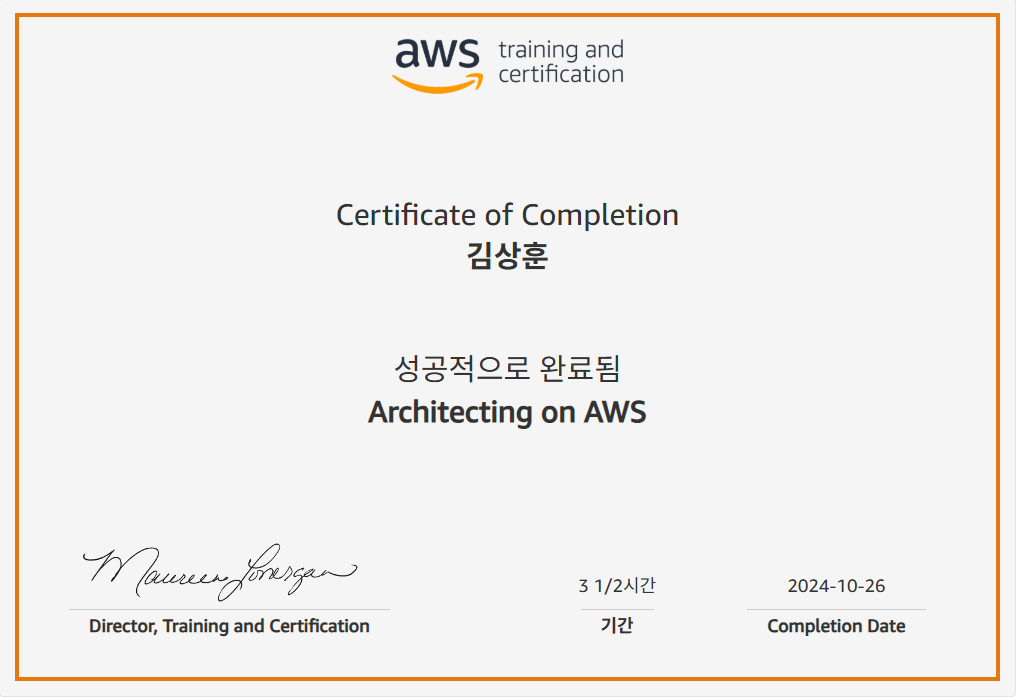 aws training and
certification
Certificate of Completion
김상훈
성공적으로 완료됨
Architecting on AWS
Maureen Lonergan
3 1/2시간
2024-10-26
Director, Training and Certification
기간
Completion Date